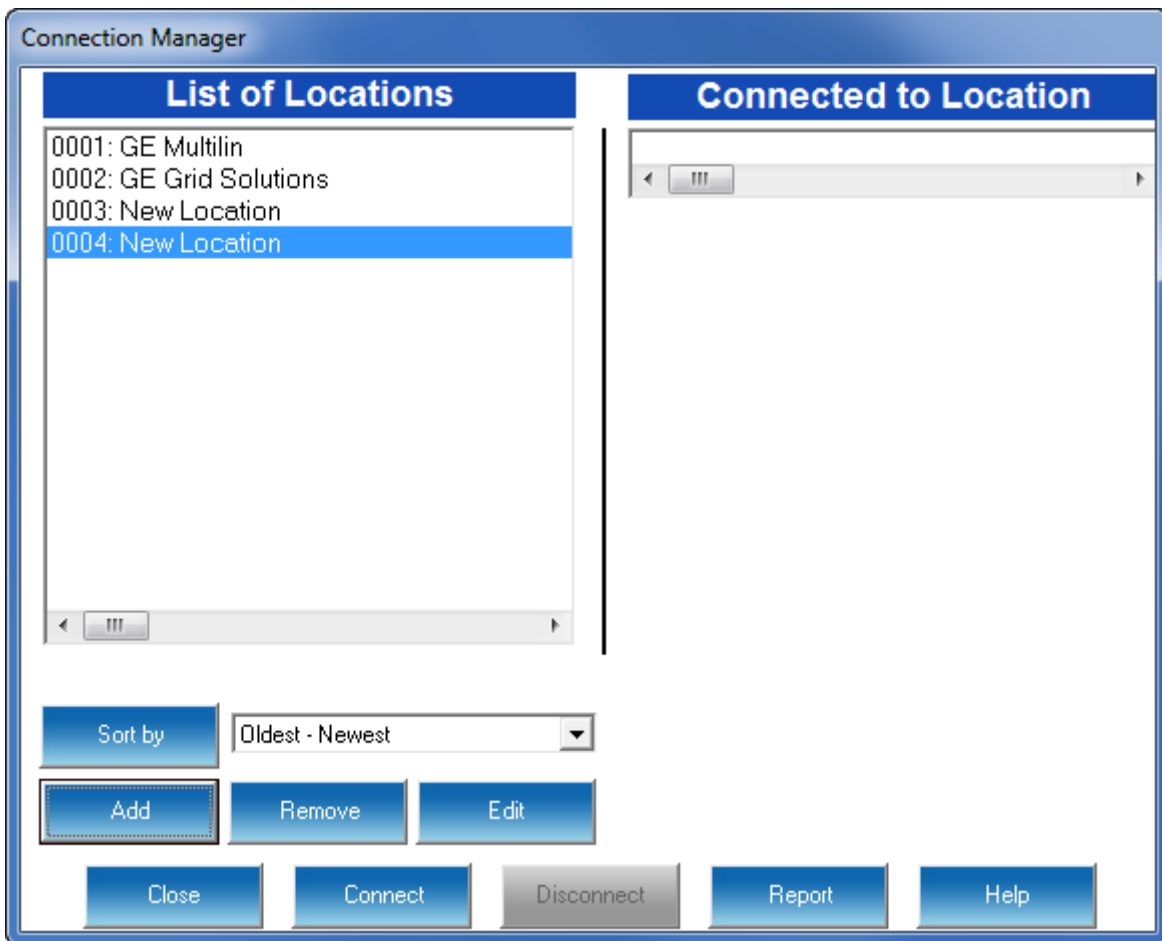 Connection Manager
List of Locations
Connected to Location
0001: GE Multilin
0002: GE Grid Solutions
0003: New Location
0004: New Location
Sort by
Oldest - Newest
Add
Remove
Edit
Close
Connect
Disconnect
Report
Help